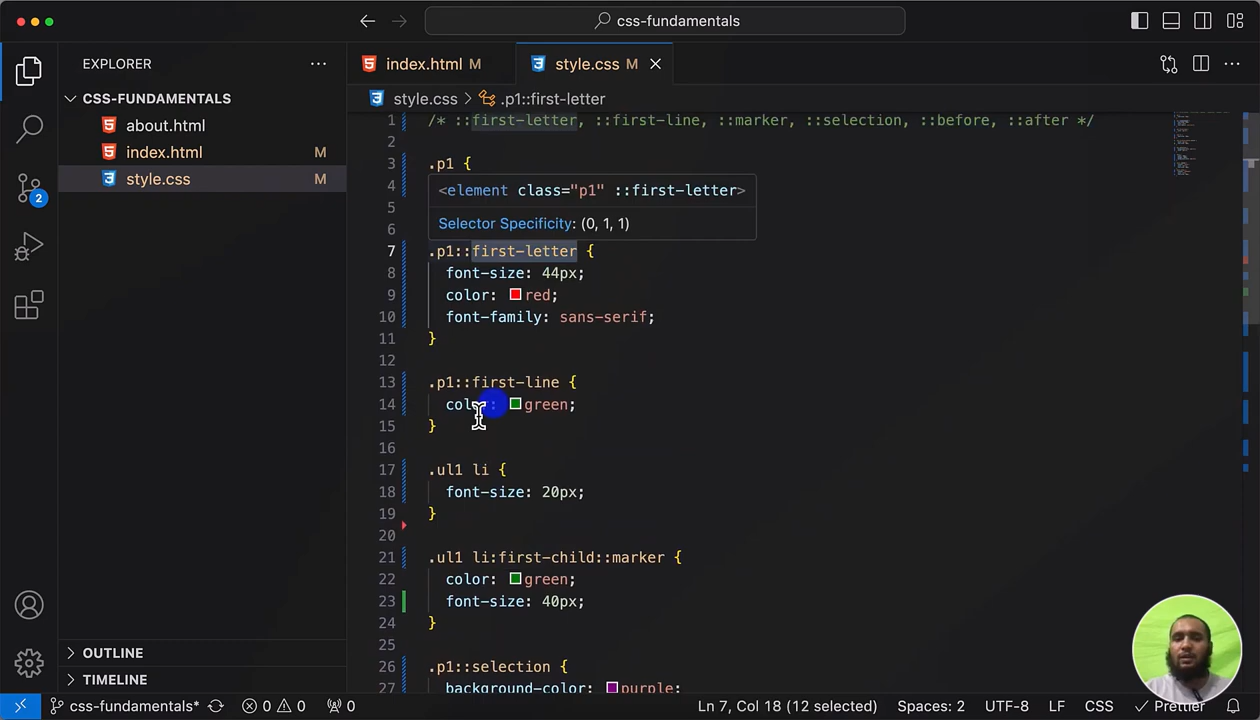 css-fundamentals
EXPLORER
index.html M
style.css M
CSS-FUNDAMENTALS
about.html
index.html M
style.css M
2
OUTLINE
TIMELINE
style.css > .p1::first-letter
1 /* ::first-letter, ::first-line, ::marker, ::selection, ::before, ::after */
2
3 .p1 {
4
<element class="p1" ::first-letter>
5
Selector Specificity: (0, 1, 1)
6
7 .p1::first-letter {
8 font-size: 44px;
9 color: red;
10 font-family: sans-serif;
11 }
12
13 .p1::first-line {
14 color: green;
15 }
16
17 .ul1 li {
18 font-size: 20px;
19 }
20
21 .ul1 li:first-child::marker {
22 color: green;
23 font-size: 40px;
24 }
25
26 .p1::selection {
27 background-color: purple;
css-fundamentals* 0 0 0 Ln 7, Col 18 (12 selected) Spaces: 2 UTF-8 LF CSS Prettier